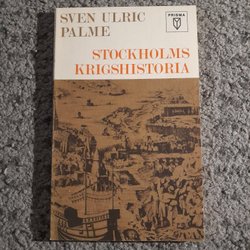 SVEN ULRIC
PALME
PRISMA
STOCKHOLMS
KRIGSHISTORIA